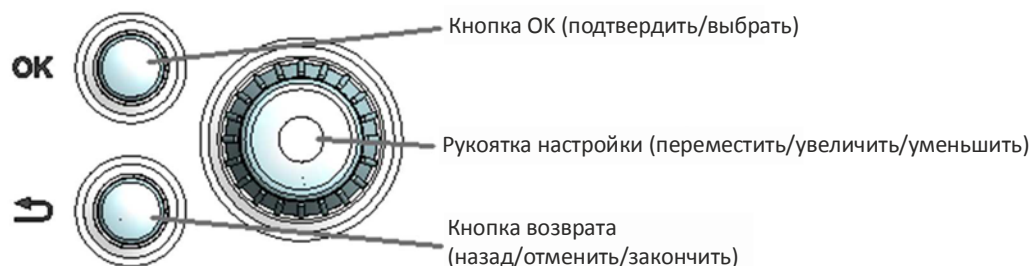 Кнопка OK (подтвердить/выбрать)
OK
Рукоятка настройки (переместить/увеличить/уменьшить)
Кнопка возврата
(назад/отменить/закончить)